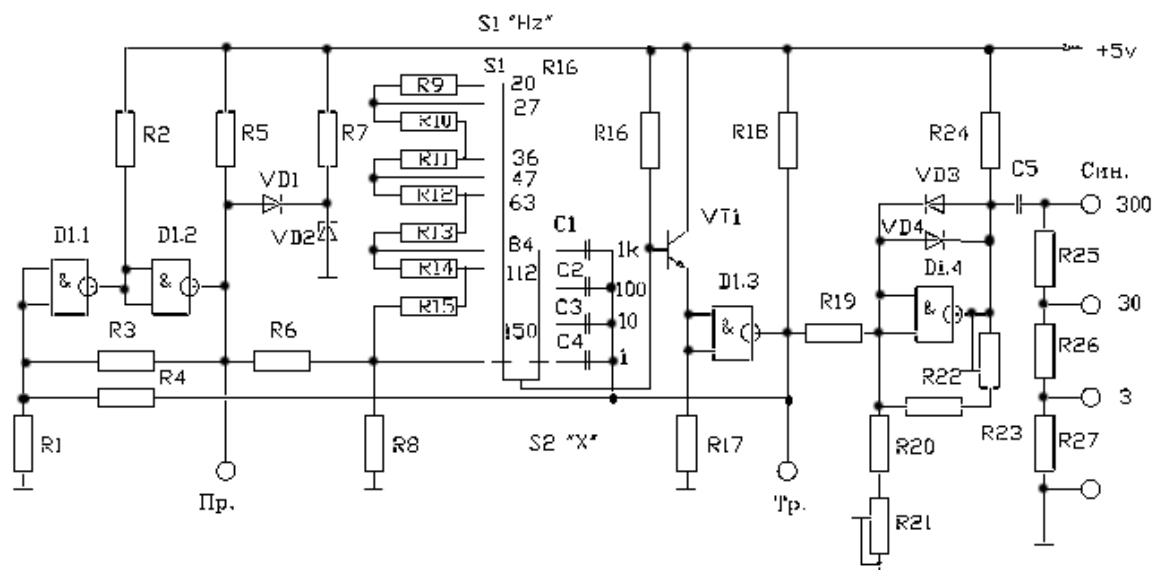 S1 "Hz"
+5v
S1
R16
R9
20
27
R2
R5
R7
R10
R16
R18
R24
R11
36
47
C5
Син.
VD1
R12
63
VD3
300
VD2
C1
VT1
D1.1
D1.2
R13
84
1k
VD4
Di.4
R25
&
&
R14
112
C2
100
D1.3
R19
&
30
R3
R6
R15
C3
10
&
R26
150
C4
1
R4
R22
3
R1
R8
S2 "X"
R17
R20
R23
R27
Пр.
Тр.
R21